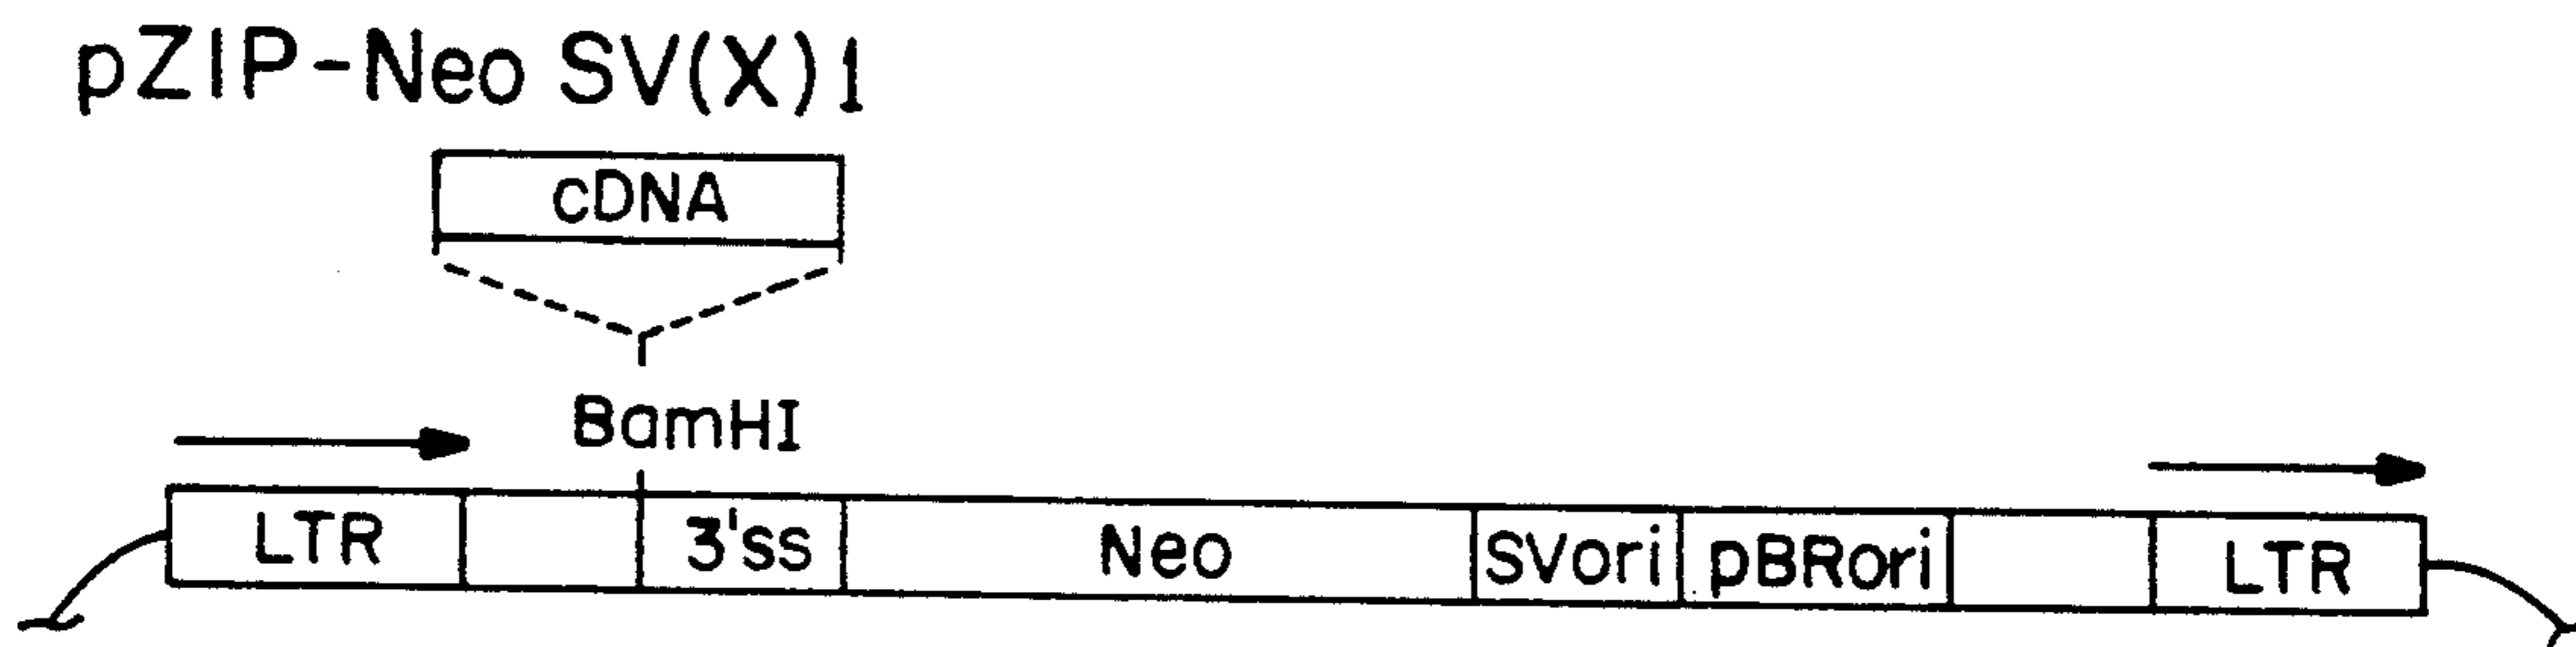 pZIP-Neo SV(X)1
cDNA
BamHI
LTR 3'ss Neo SVori pBRori LTR